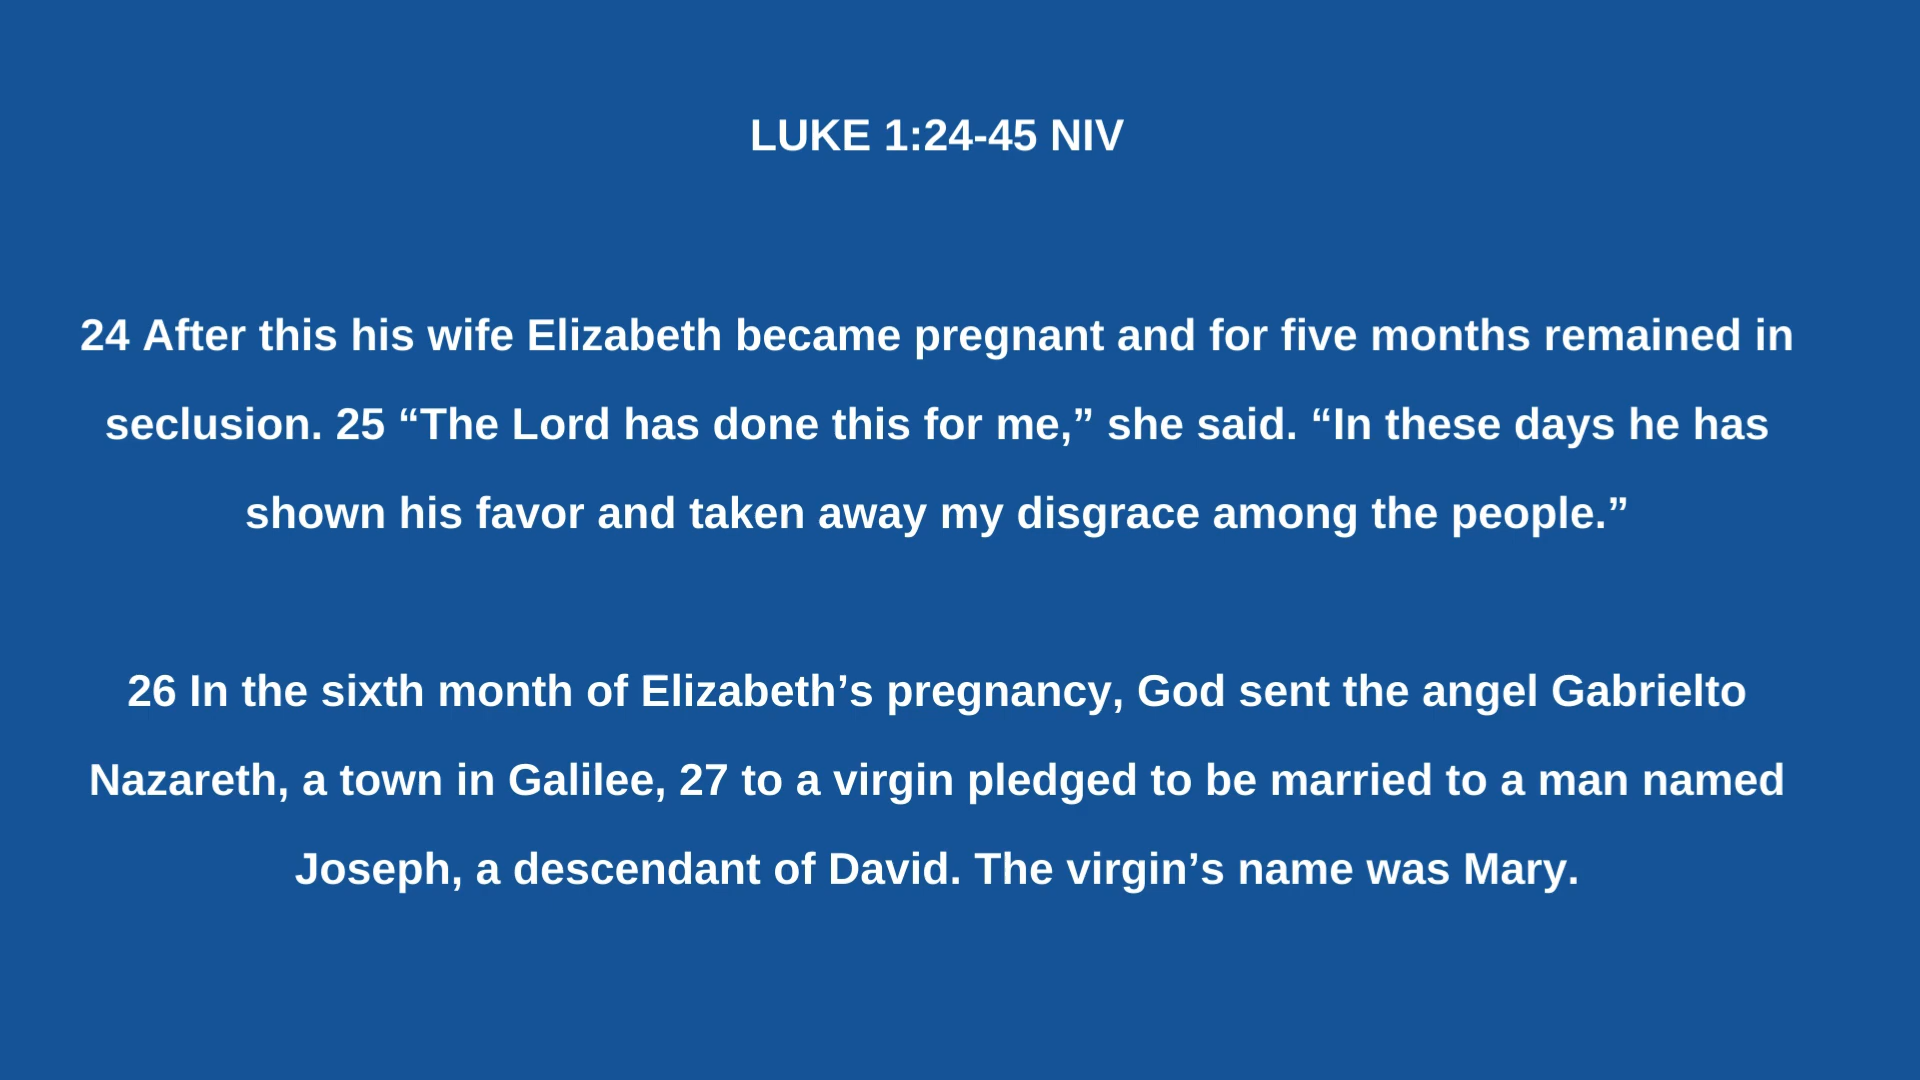 LUKE 1:24-45 NIV
24 After this his wife Elizabeth became pregnant and for five months remained in
seclusion. 25 “The Lord has done this for me,” she said. “In these days he has
shown his favor and taken away my disgrace among the people.”
26 In the sixth month of Elizabeth’s pregnancy, God sent the angel Gabrielto
Nazareth, a town in Galilee, 27 to a virgin pledged to be married to a man named
Joseph, a descendant of David. The virgin’s name was Mary.